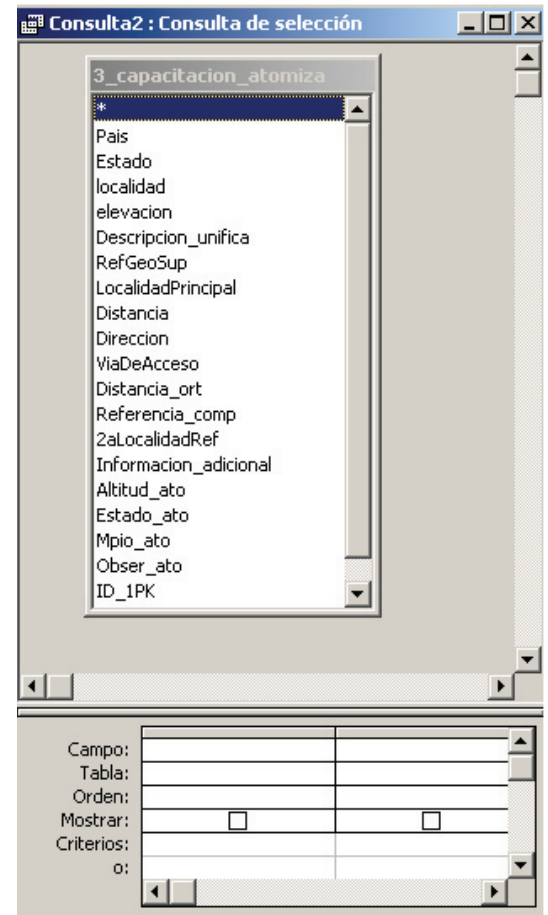 Consulta2 : Consulta de selección
3_capacitacion_atomiza
*
Pais
Estado
localidad
elevacion
Descripcion_unifica
RefGeoSup
LocalidadPrincipal
Distancia
Direccion
ViaDeAcceso
Distancia_ort
Referencia_comp
2aLocalidadRef
Informacion_adicional
Altitud_ato
Estado_ato
Mpio_ato
Obser_ato
ID_1PK
Campo:
Tabla:
Orden:
Mostrar:
Criterios:
o: